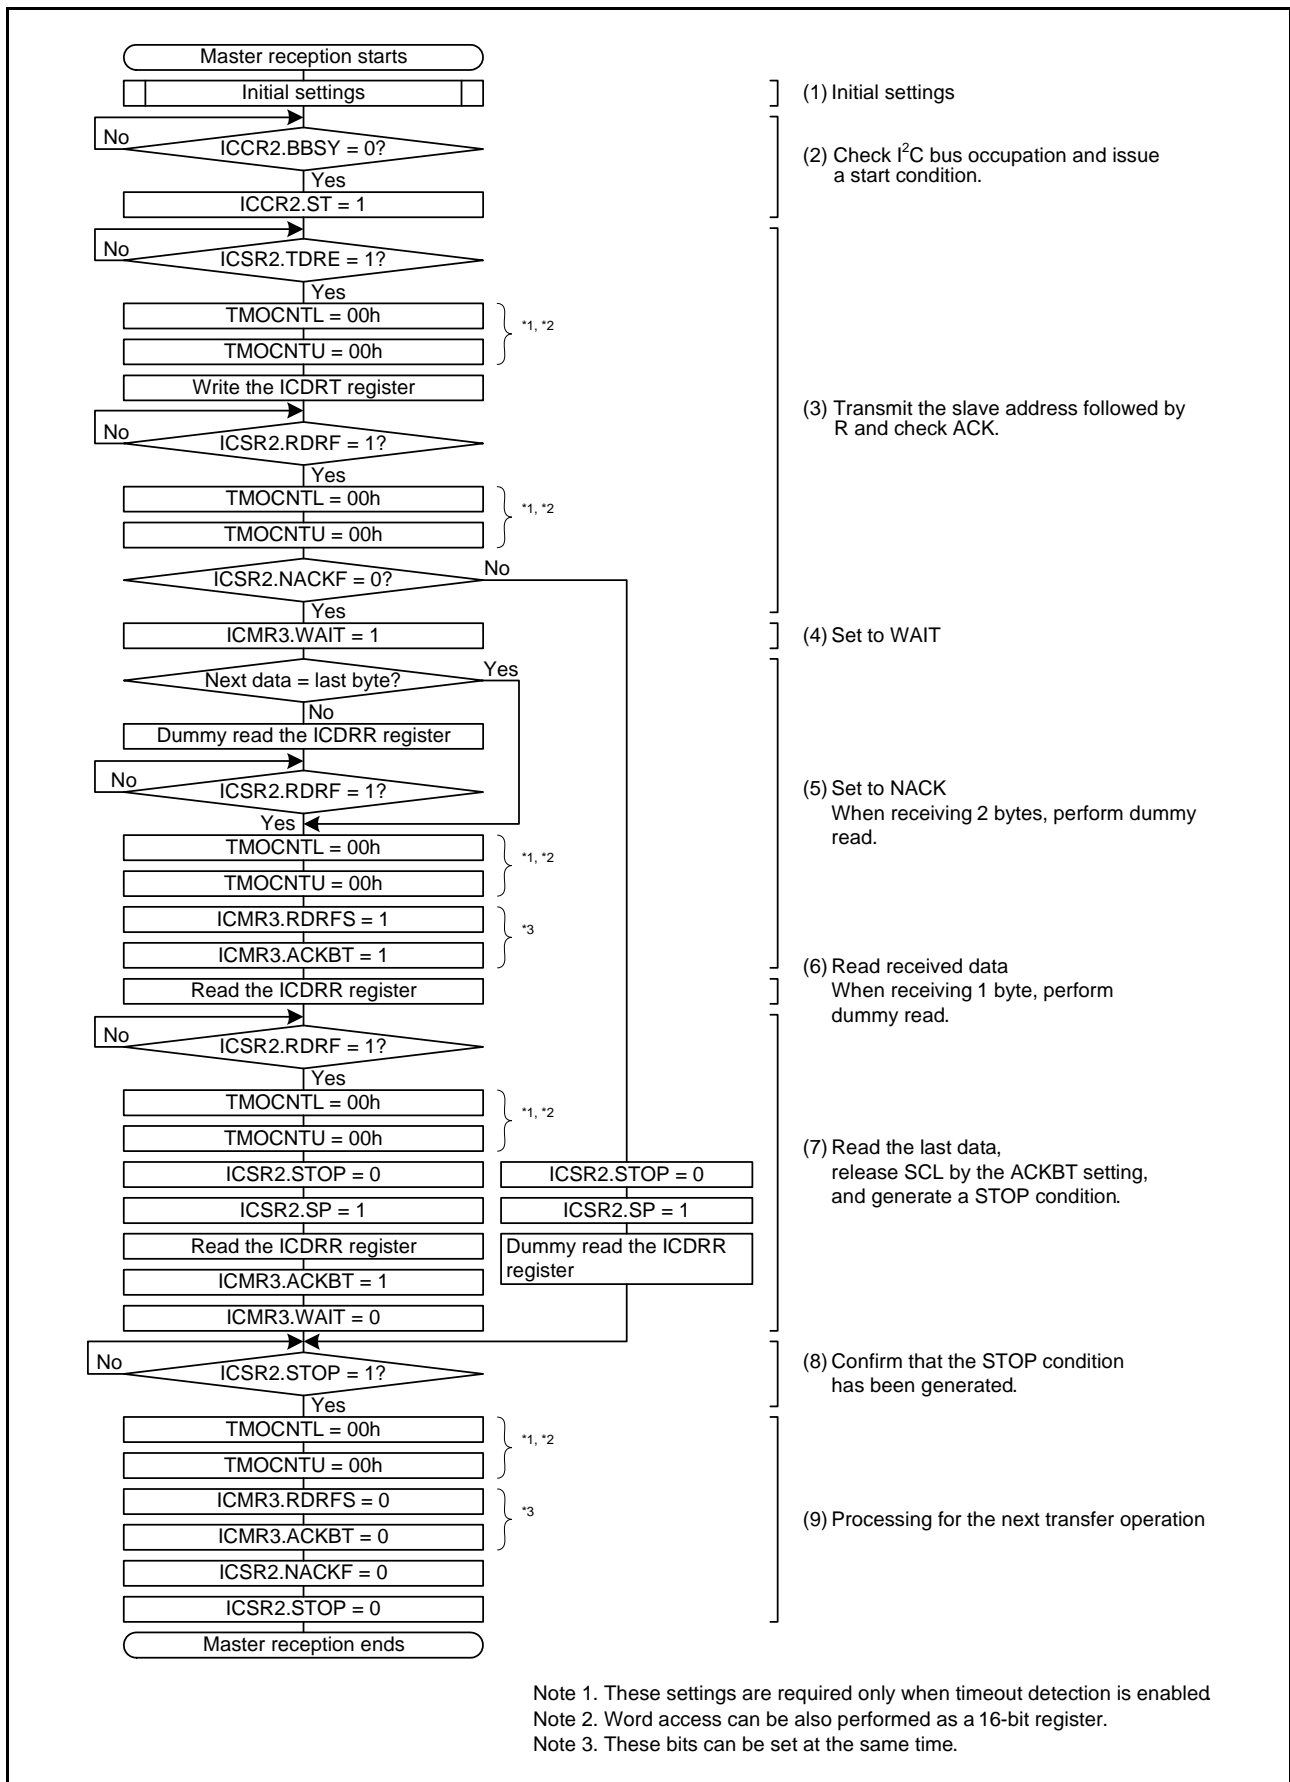 Master reception starts
Initial settings
(1) Initial settings
No
ICCR2.BBSY = 0?
Yes
(2) Check I²C bus occupation and issue
a start condition.
ICCR2.ST = 1
No
ICSR2.TDRE = 1?
Yes
TMOCNTL = 00h
*1, *2
TMOCNTU = 00h
Write the ICDRT register
(3) Transmit the slave address followed by
R and check ACK.
No
ICSR2.RDRF = 1?
Yes
TMOCNTL = 00h
*1, *2
TMOCNTU = 00h
ICSR2.NACKF = 0?
No
Yes
ICMR3.WAIT = 1
(4) Set to WAIT
Next data = last byte?
Yes
No
Dummy read the ICDRR register
No
ICSR2.RDRF = 1?
Yes
(5) Set to NACK
When receiving 2 bytes, perform dummy
read.
TMOCNTL = 00h
*1, *2
TMOCNTU = 00h
ICMR3.RDRFS = 1
*3
ICMR3.ACKBT = 1
Read the ICDRR register
(6) Read received data
When receiving 1 byte, perform
dummy read.
No
ICSR2.RDRF = 1?
Yes
TMOCNTL = 00h
*1, *2
TMOCNTU = 00h
(7) Read the last data,
release SCL by the ACKBT setting,
and generate a STOP condition.
ICSR2.STOP = 0
ICSR2.SP = 1
Read the ICDRR register
ICMR3.ACKBT = 1
ICMR3.WAIT = 0
ICSR2.STOP = 0
ICSR2.SP = 1
Dummy read the ICDRR
register
No
ICSR2.STOP = 1?
Yes
(8) Confirm that the STOP condition
has been generated.
TMOCNTL = 00h
*1, *2
TMOCNTU = 00h
ICMR3.RDRFS = 0
*3
ICMR3.ACKBT = 0
(9) Processing for the next transfer operation
ICSR2.NACKF = 0
ICSR2.STOP = 0
Master reception ends
Note 1. These settings are required only when timeout detection is enabled.
Note 2. Word access can be also performed as a 16-bit register.
Note 3. These bits can be set at the same time.